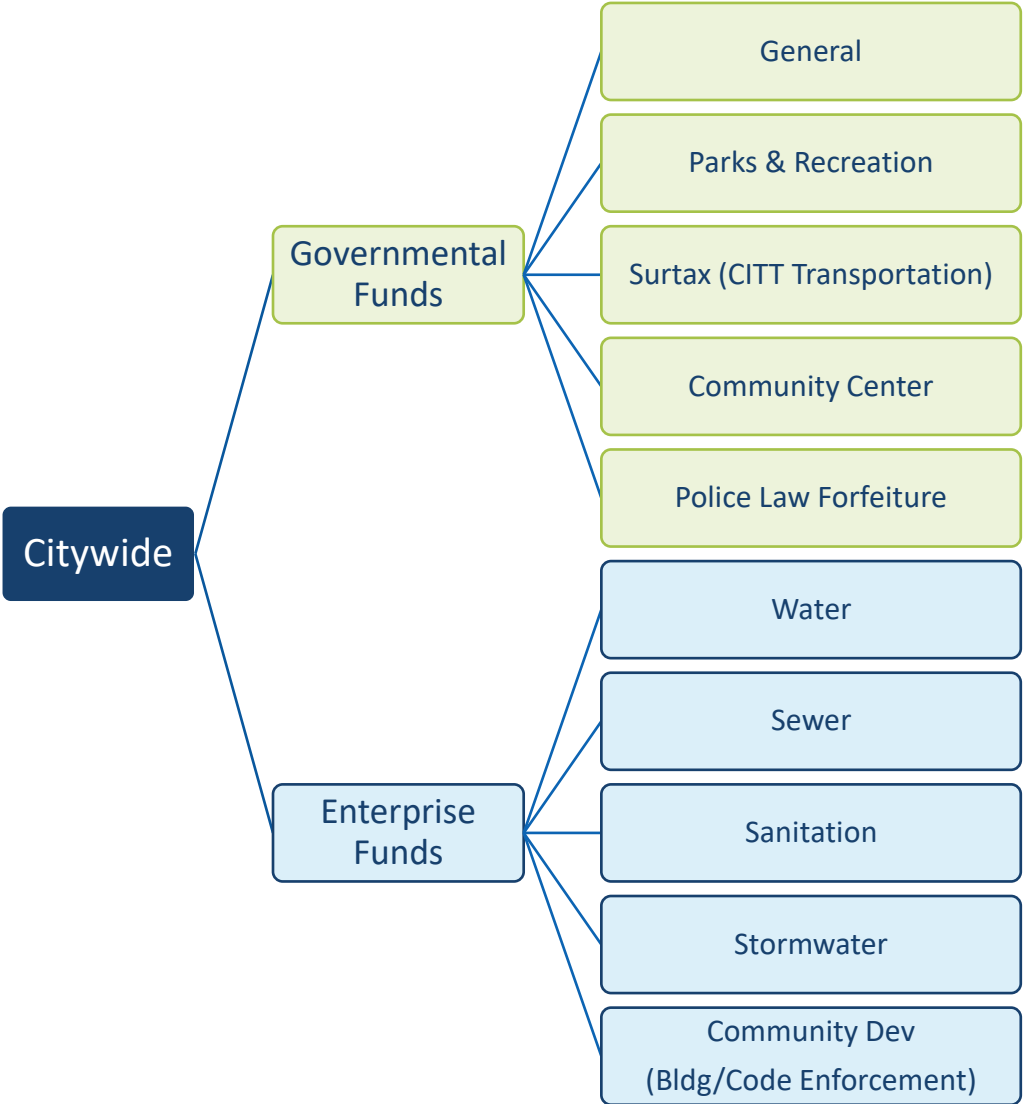 Citywide
Governmental
Funds
General
Parks & Recreation
Surtax (CITT Transportation)
Community Center
Police Law Forfeiture
Enterprise
Funds
Water
Sewer
Sanitation
Stormwater
Community Dev
(Bldg/Code Enforcement)